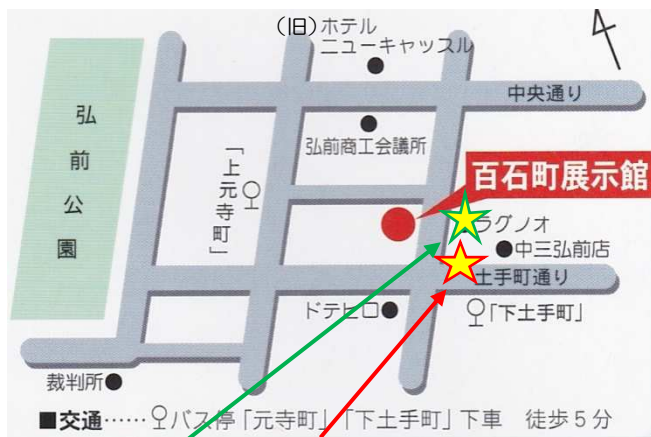 (旧)ホテル
ニューキャッスル
中央通り
弘前公園
弘前商工会議所
「上元寺町」
百石町展示館
ラグノオ
中三弘前店
土手町通り
ドテヒロ
「下土手町」
裁判所
■交通……バス停「元寺町」「下土手町」下車　徒歩5分